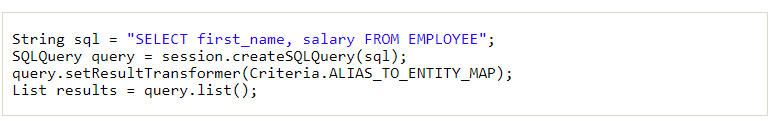 String sql = "SELECT first_name, salary FROM EMPLOYEE";
SQLQuery query = session.createSQLQuery(sql);
query.setResultTransformer(Criteria.ALIAS_TO_ENTITY_MAP);
List results = query.list();